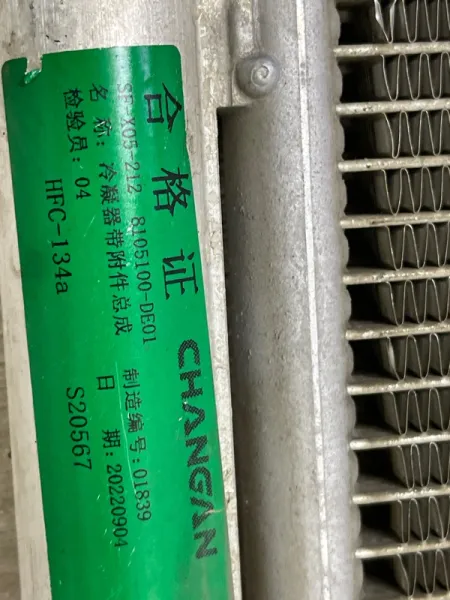 合格证
CHANGAN
SF-X05-212 8105100-DE01
制造编号:01839
名 称:冷凝器带附件总成
日 期:20220904
检验员:04
HFC-134a
S20567